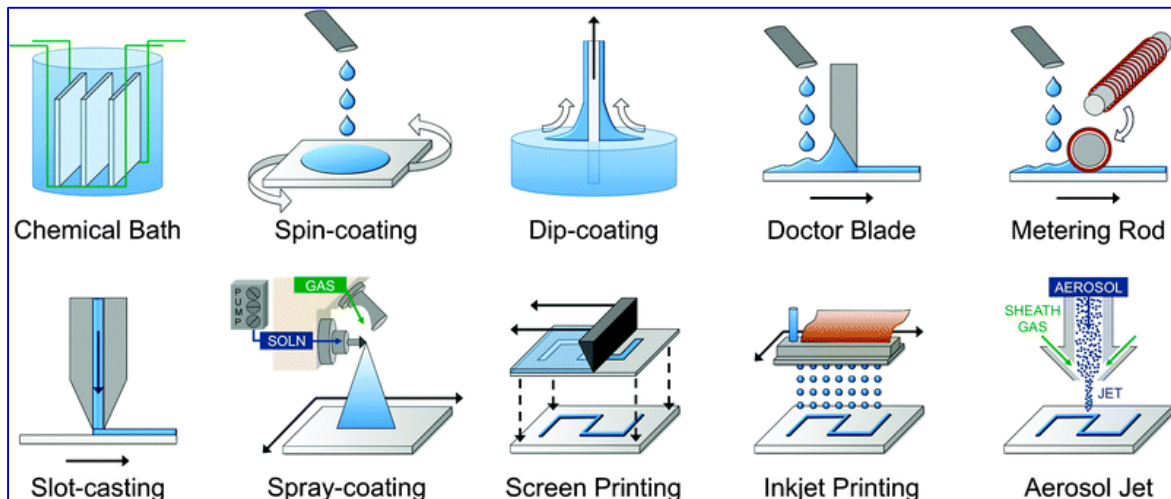 Chemical Bath
Spin-coating
Dip-coating
Doctor Blade
Metering Rod
PUMP
GAS
SOLN
AEROSOL
SHEATH
GAS
JET
Slot-casting
Spray-coating
Screen Printing
Inkjet Printing
Aerosol Jet